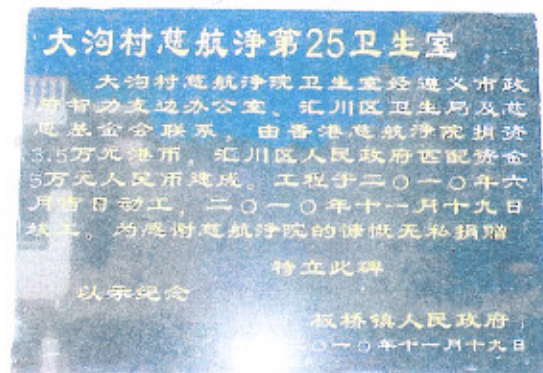 大沟村慈航净第25卫生室
大沟村慈航净院卫生室经遵义市政
府智力支边办公室、汇川区卫生局及慈
恩基金会联系，由香港慈航净院捐资
3.5万元港币，汇川区人民政府匹配资金
5万元人民币建成。工程于二〇一〇年六
月吉日动工，二〇一〇年十一月十九日
竣工。为感谢慈航净院的慷慨无私捐赠
特立此碑
以示纪念
板桥镇人民政府
〇一〇年十一月十九日